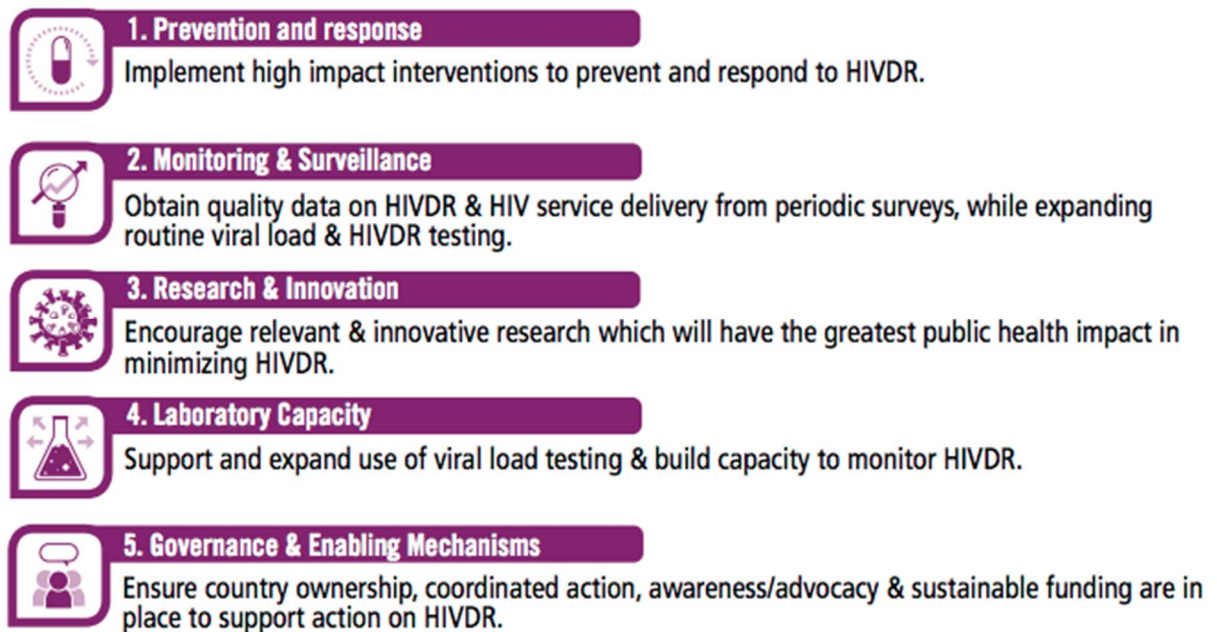 1. Prevention and response
Implement high impact interventions to prevent and respond to HIVDR.
2. Monitoring & Surveillance
Obtain quality data on HIVDR & HIV service delivery from periodic surveys, while expanding
routine viral load & HIVDR testing.
3. Research & Innovation
Encourage relevant & innovative research which will have the greatest public health impact in
minimizing HIVDR.
4. Laboratory Capacity
Support and expand use of viral load testing & build capacity to monitor HIVDR.
5. Governance & Enabling Mechanisms
Ensure country ownership, coordinated action, awareness/advocacy & sustainable funding are in
place to support action on HIVDR.